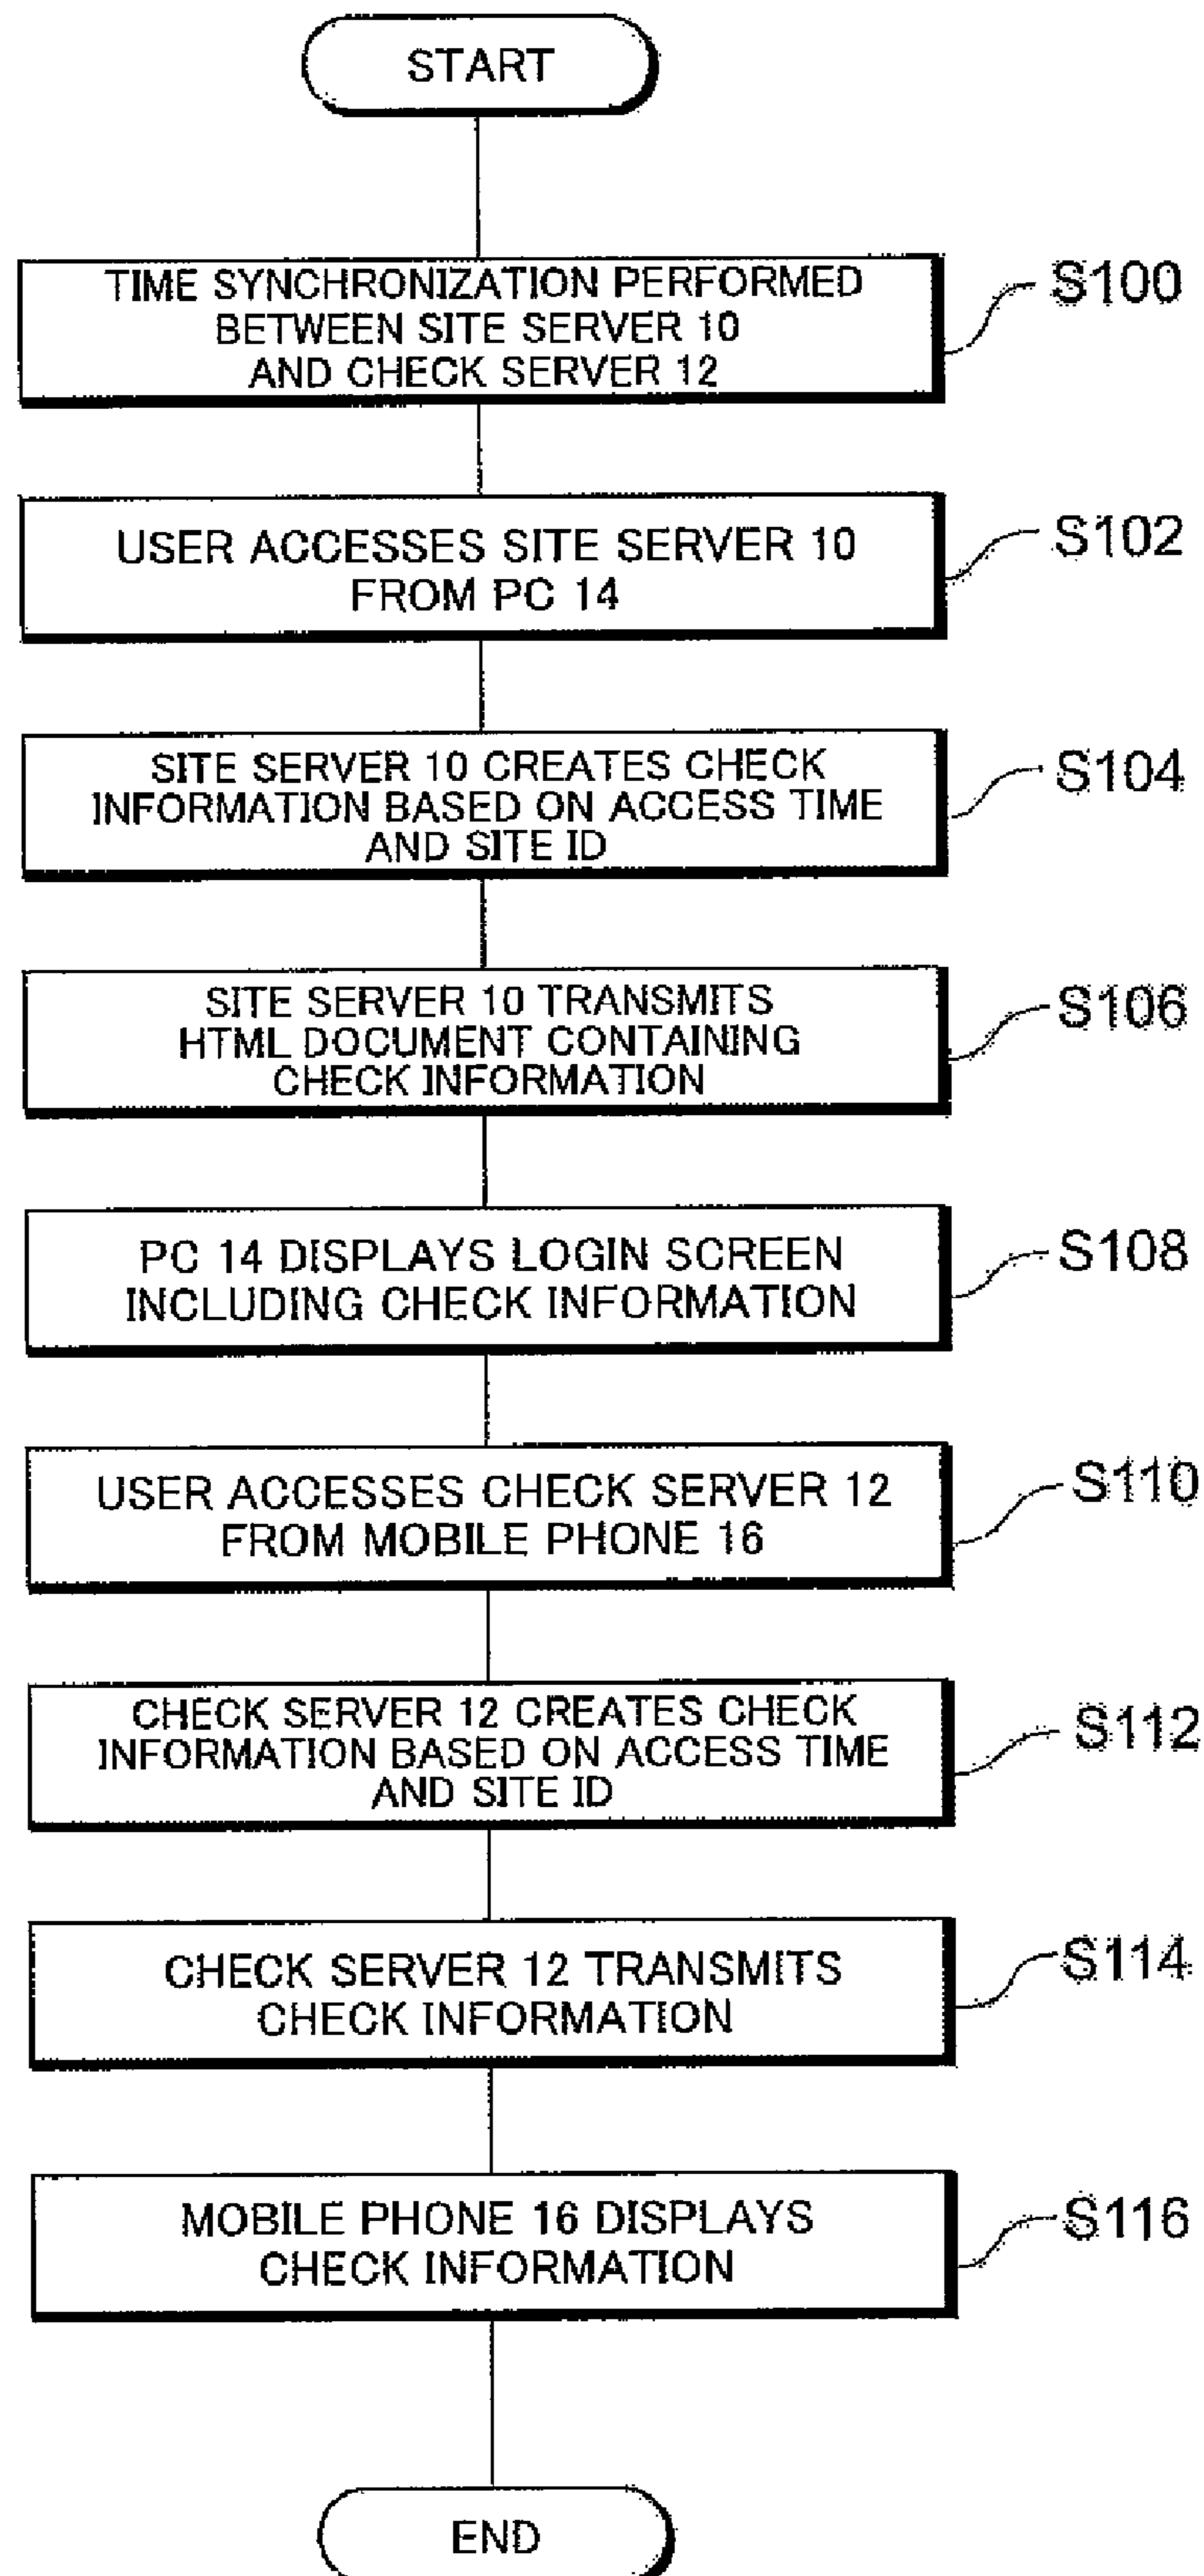 START
TIME SYNCHRONIZATION PERFORMED
BETWEEN SITE SERVER 10
AND CHECK SERVER 12
S100
USER ACCESSES SITE SERVER 10
FROM PC 14
S102
SITE SERVER 10 CREATES CHECK
INFORMATION BASED ON ACCESS TIME
AND SITE ID
S104
SITE SERVER 10 TRANSMITS
HTML DOCUMENT CONTAINING
CHECK INFORMATION
S106
PC 14 DISPLAYS LOGIN SCREEN
INCLUDING CHECK INFORMATION
S108
USER ACCESSES CHECK SERVER 12
FROM MOBILE PHONE 16
S110
CHECK SERVER 12 CREATES CHECK
INFORMATION BASED ON ACCESS TIME
AND SITE ID
S112
CHECK SERVER 12 TRANSMITS
CHECK INFORMATION
S114
MOBILE PHONE 16 DISPLAYS
CHECK INFORMATION
S116
END